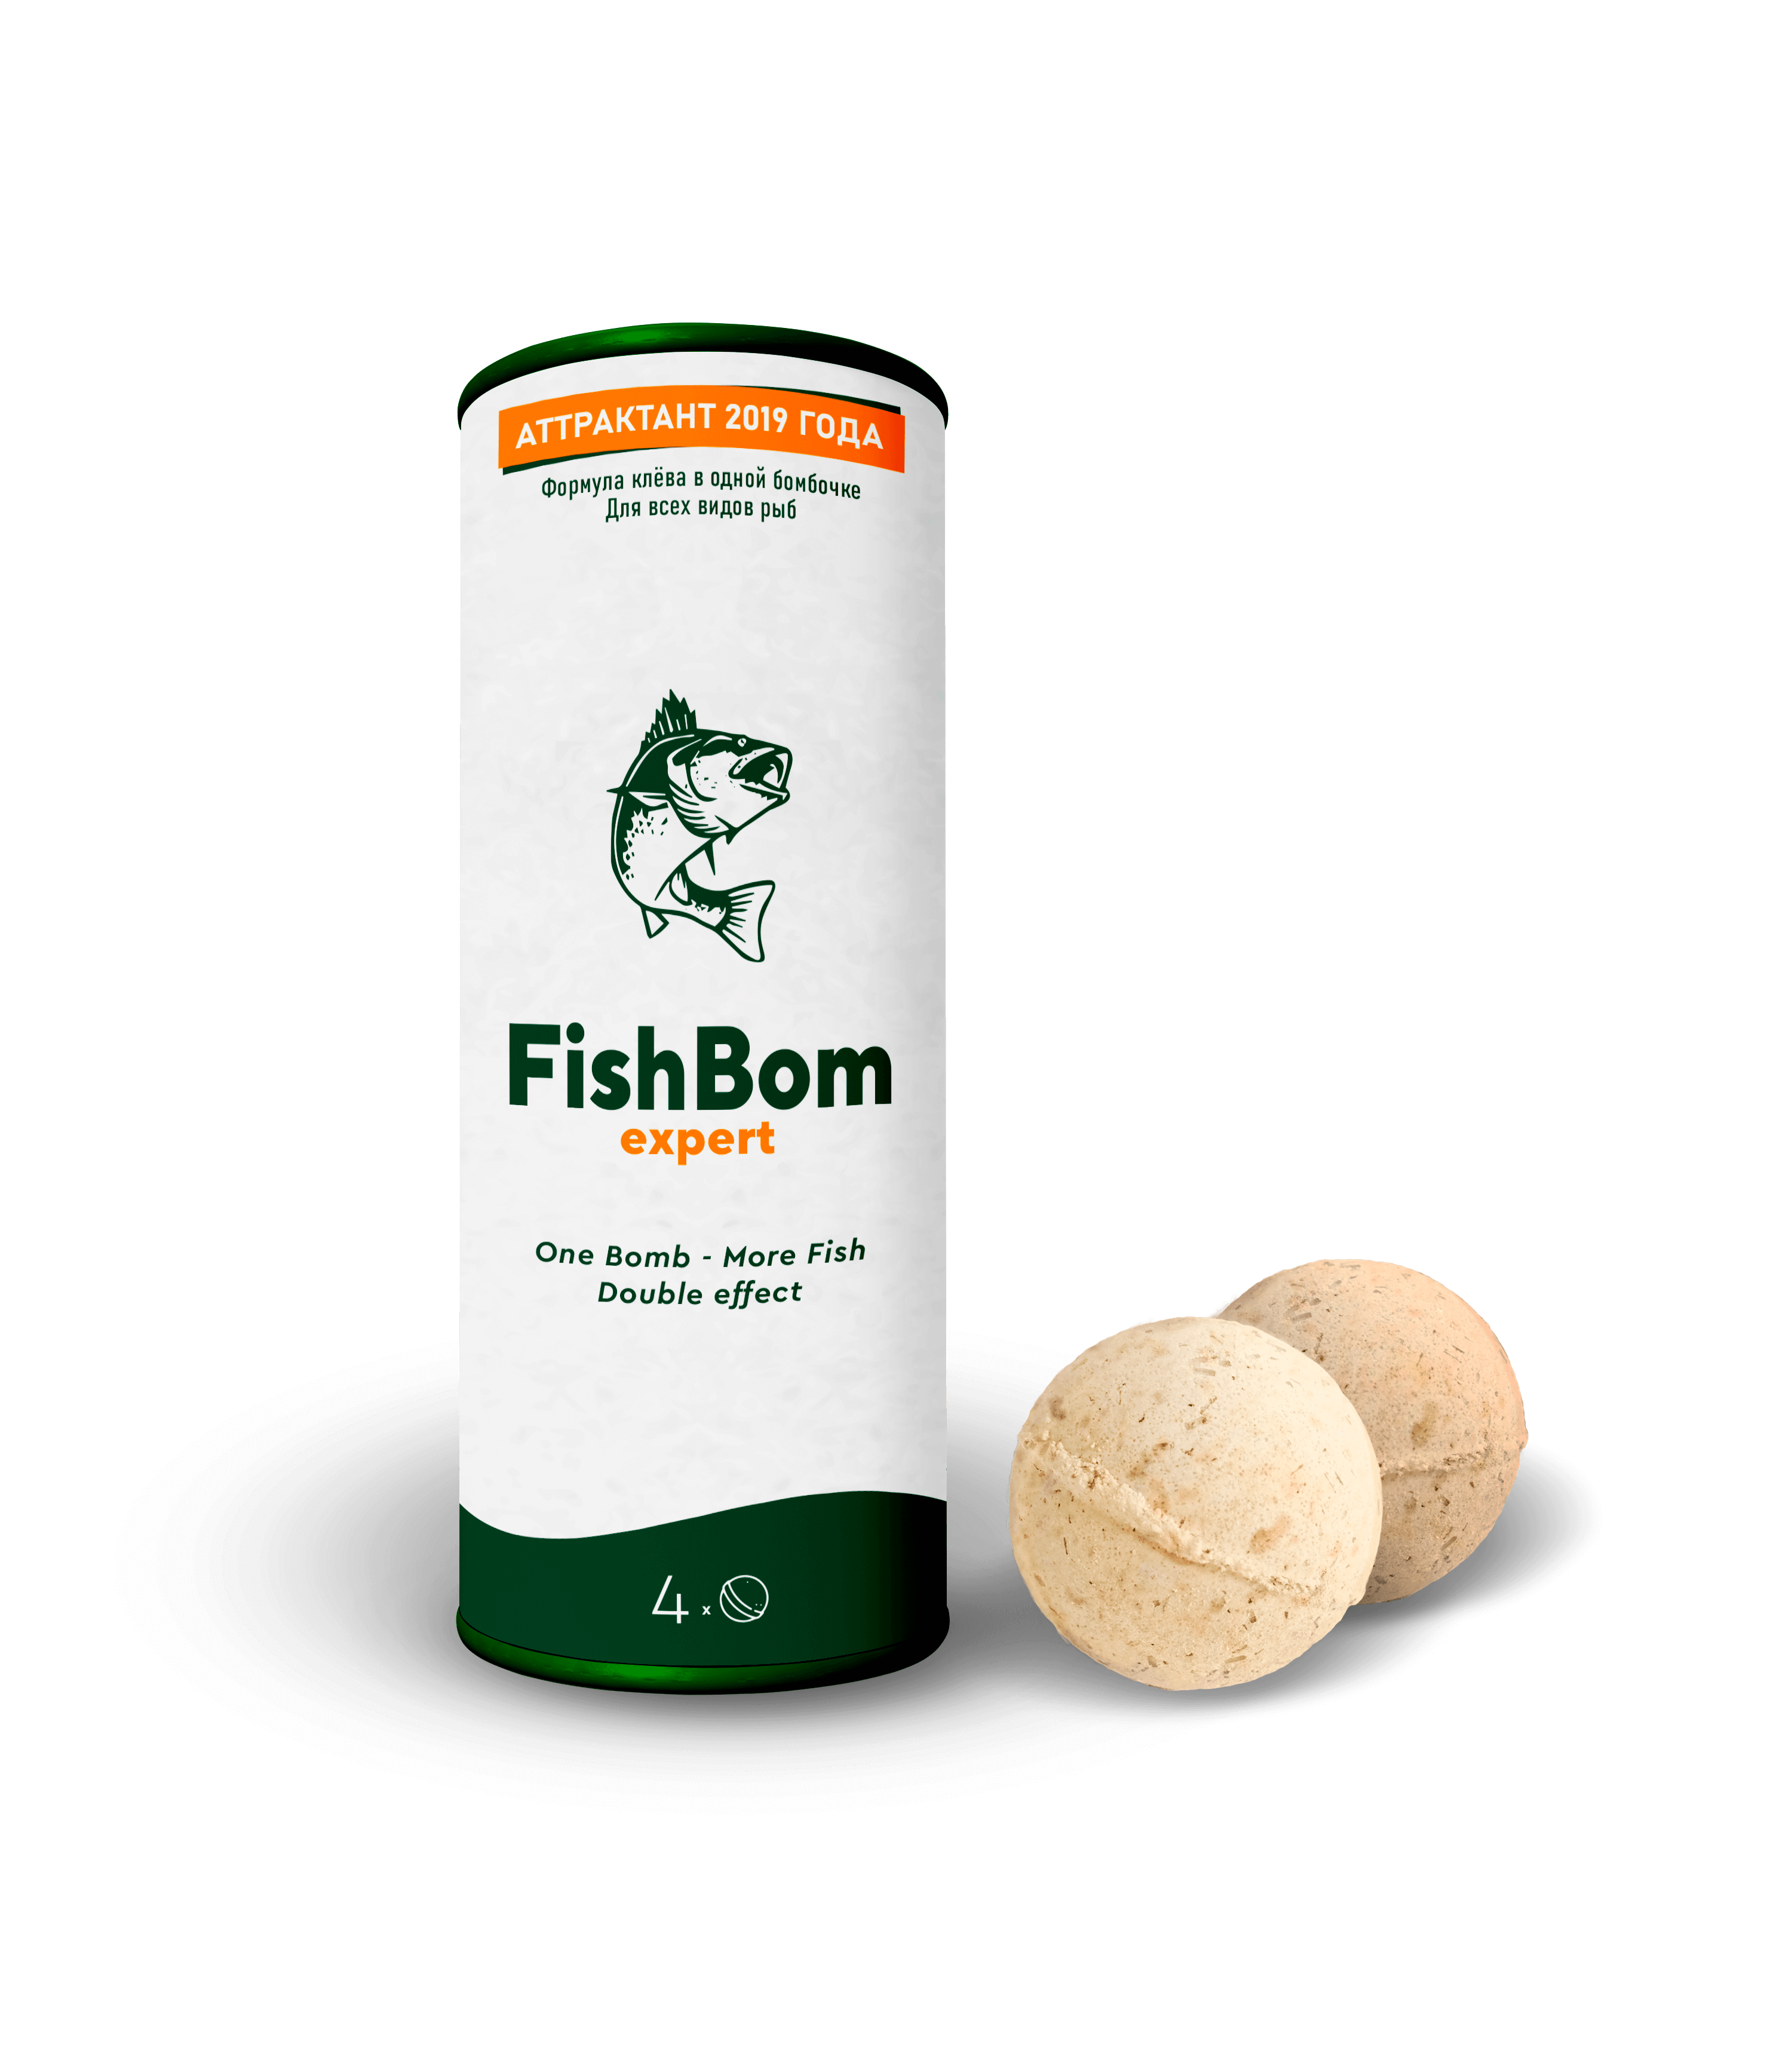 АТТРАКТАНТ 2019 ГОДА
Формула клёва в одной бомбочке
Для всех видов рыб
FishBom
expert
One Bomb - More Fish
Double effect
4 x